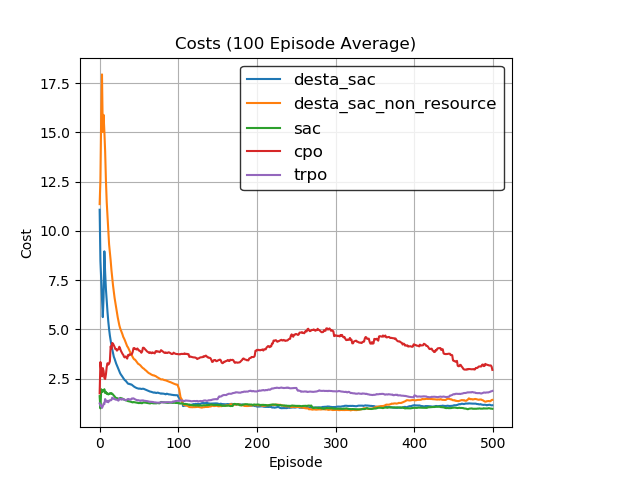 Costs (100 Episode Average)
desta_sac
desta_sac_non_resource
sac
cpo
trpo
Cost
17.5
15.0
12.5
10.0
7.5
5.0
2.5
0 100 200 300 400 500
Episode